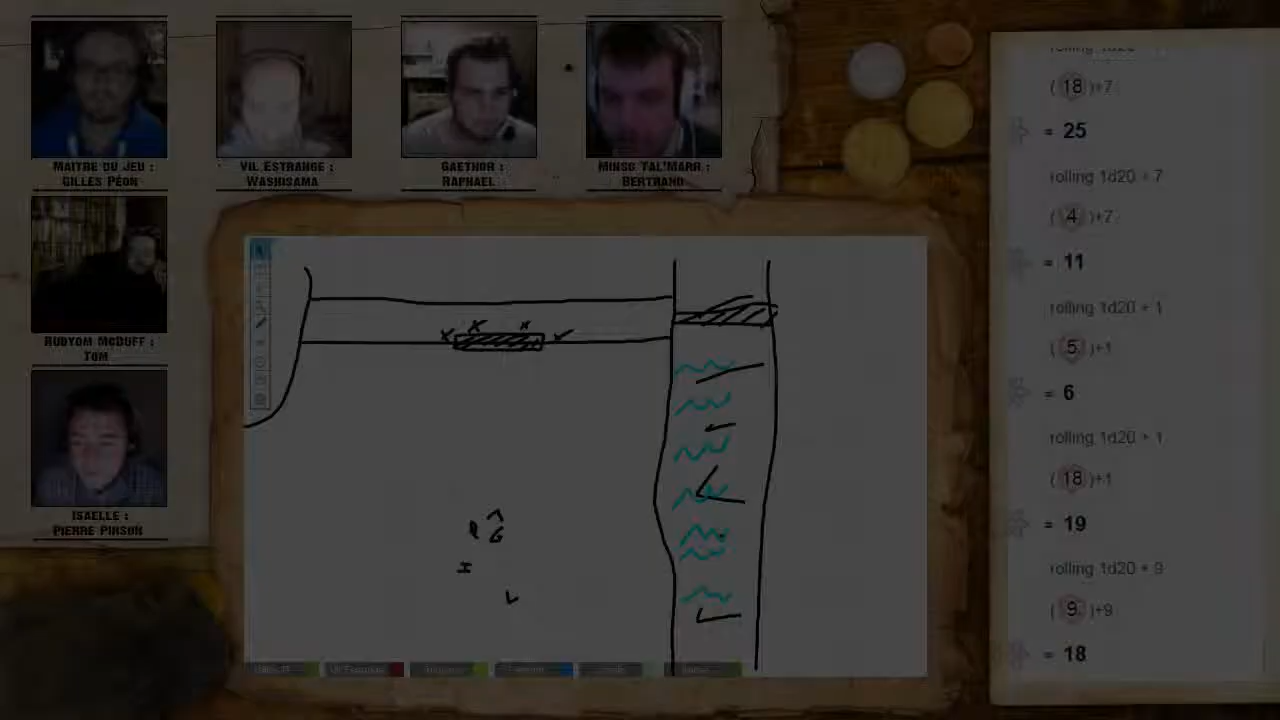 MAITRE DU JEU :
GILLES PÉON
VIL ESTRANGE :
WASHISAMA
GAETHOR :
RAPHAEL
MINSG TAL'MARR :
BERTRAND
RUDYOM MCDUFF :
TOM
ISAELLE :
PIERRE PINSON
(18)+7
= 25
rolling 1d20 + 7
(4)+7
= 11
rolling 1d20 + 1
(5)+1
= 6
rolling 1d20 + 1
(18)+1
= 19
rolling 1d20 + 9
(9)+9
= 18